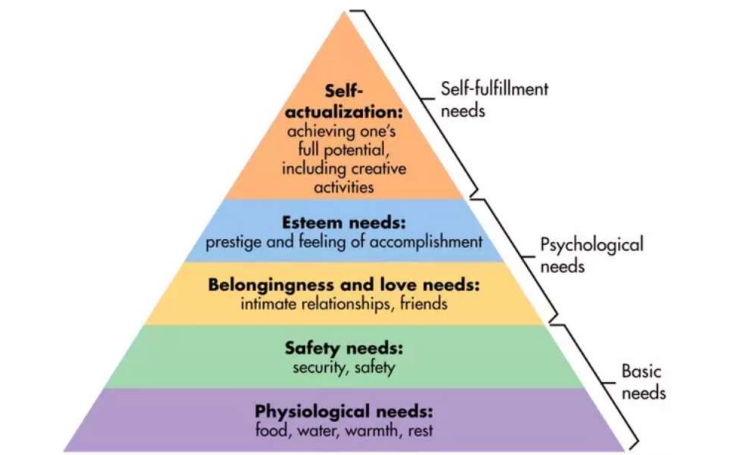 Self-
actualization:
achieving one's
full potential,
including creative
activities
Self-fulfillment
needs
Esteem needs:
prestige and feeling of accomplishment
Psychological
needs
Belongingness and love needs:
intimate relationships, friends
Safety needs:
security, safety
Basic
needs
Physiological needs:
food, water, warmth, rest